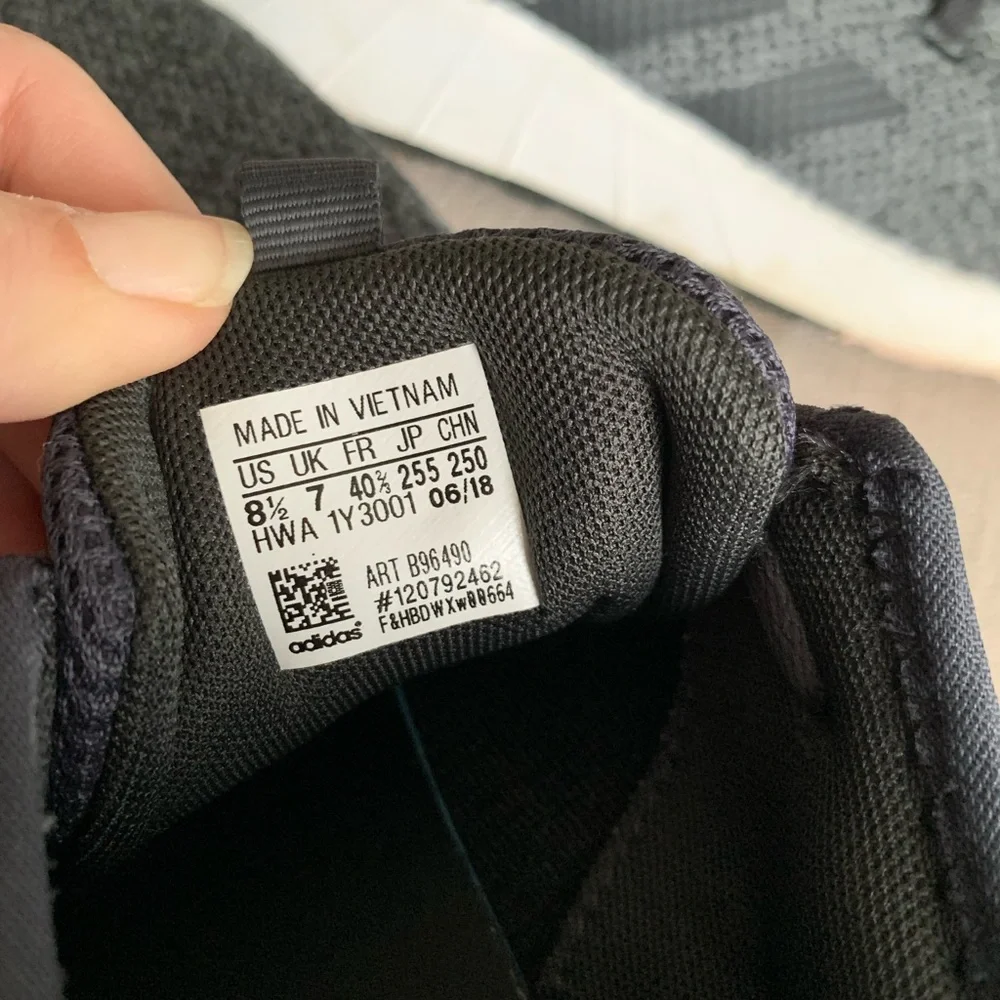 MADE IN VIETNAM
US UK FR JP CHN
8½ 7 40⅔ 255 250
HWA 1Y3001 06/18
ART B96490
#120792462
adidas®